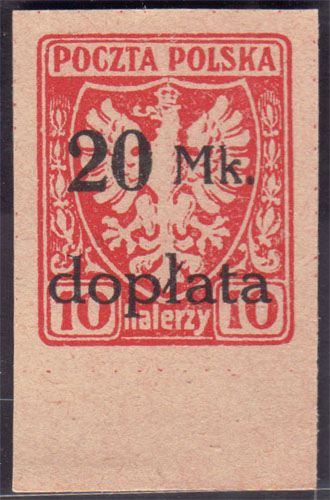 POCZTA POLSKA
20 Mk.
dopłata
10 halerzy 10